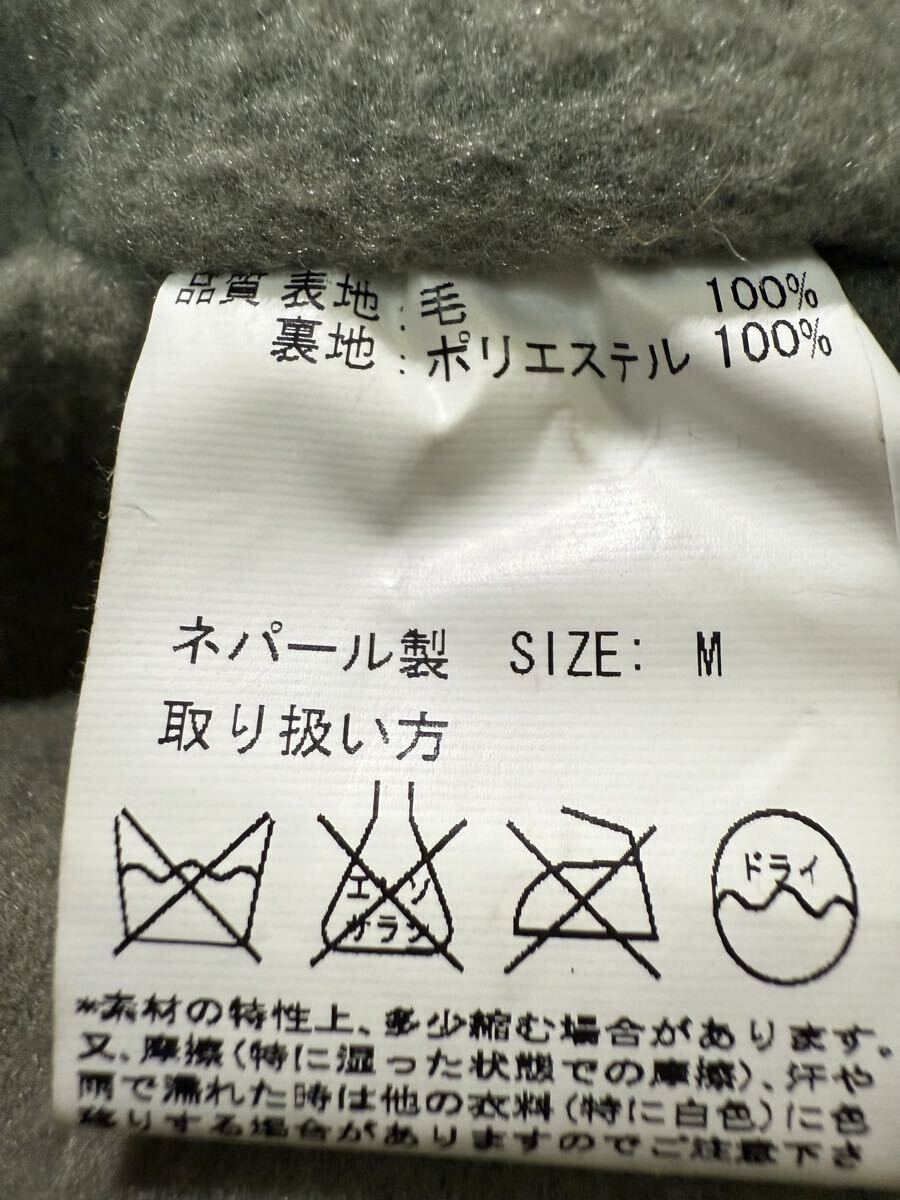 品質 表地:毛 100%
裏地:ポリエステル 100%
ネパール製 SIZE: M
取り扱い方
エンソ
サラシ
ドライ
*素材の特性上、多少縮む場合があります。
又、摩擦(特に湿った状態での摩擦)、汗や
雨で濡れた時は他の衣料(特に白色)に色
移りする場合がありますのでご注意下さ